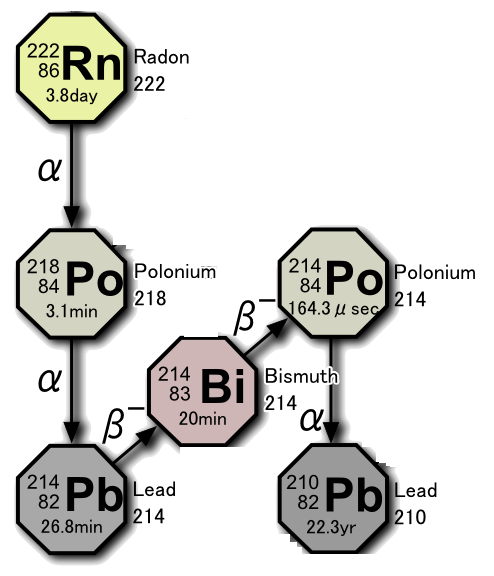 222
86 Rn
3.8day
Radon
222
α
218
84 Po
3.1min
Polonium
218
α
214
82 Pb
26.8min
Lead
214
β−
214
83 Bi
20min
Bismuth
214
β−
214
84 Po
164.3 μ sec
Polonium
214
α
210
82 Pb
22.3yr
Lead
210